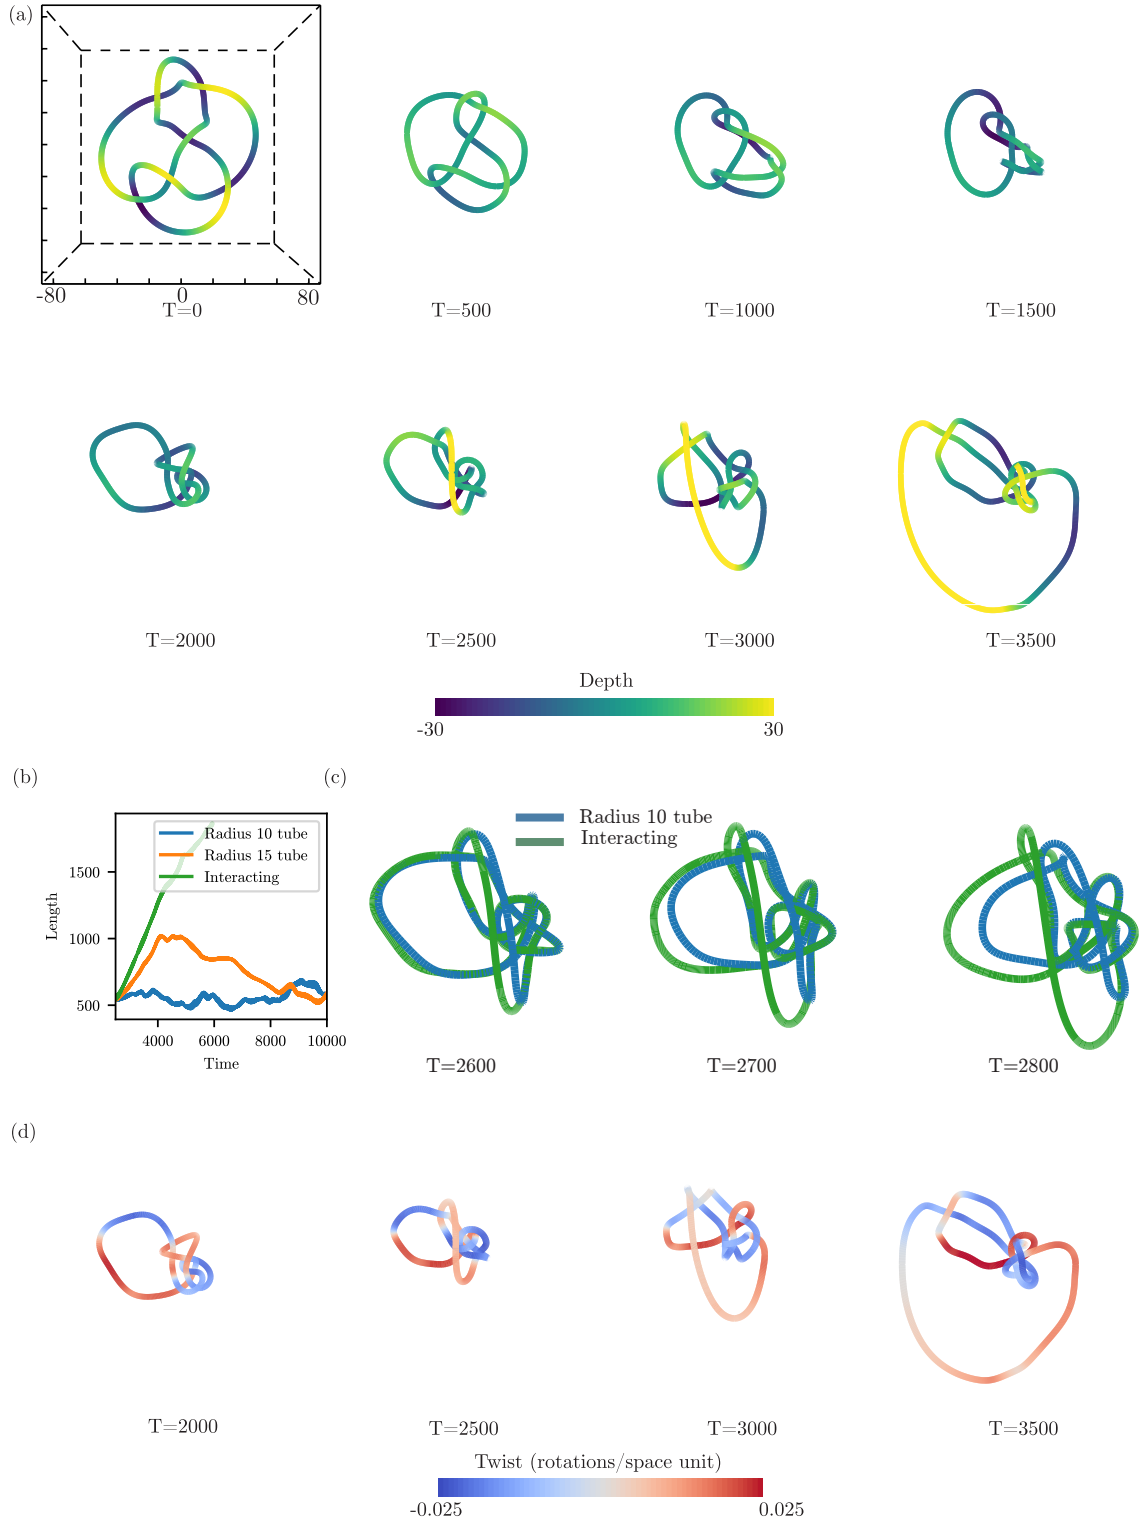 (a)
-80
0
80
T=0
T=500
T=1000
T=1500
T=2000
T=2500
T=3000
T=3500
Depth
-30
30
(b)
Radius 10 tube
Radius 15 tube
Interacting
Length
1500
1000
500
4000
6000
8000
10000
Time
(c)
Radius 10 tube
Interacting
T=2600
T=2700
T=2800
(d)
T=2000
T=2500
T=3000
T=3500
Twist (rotations/space unit)
-0.025
0.025